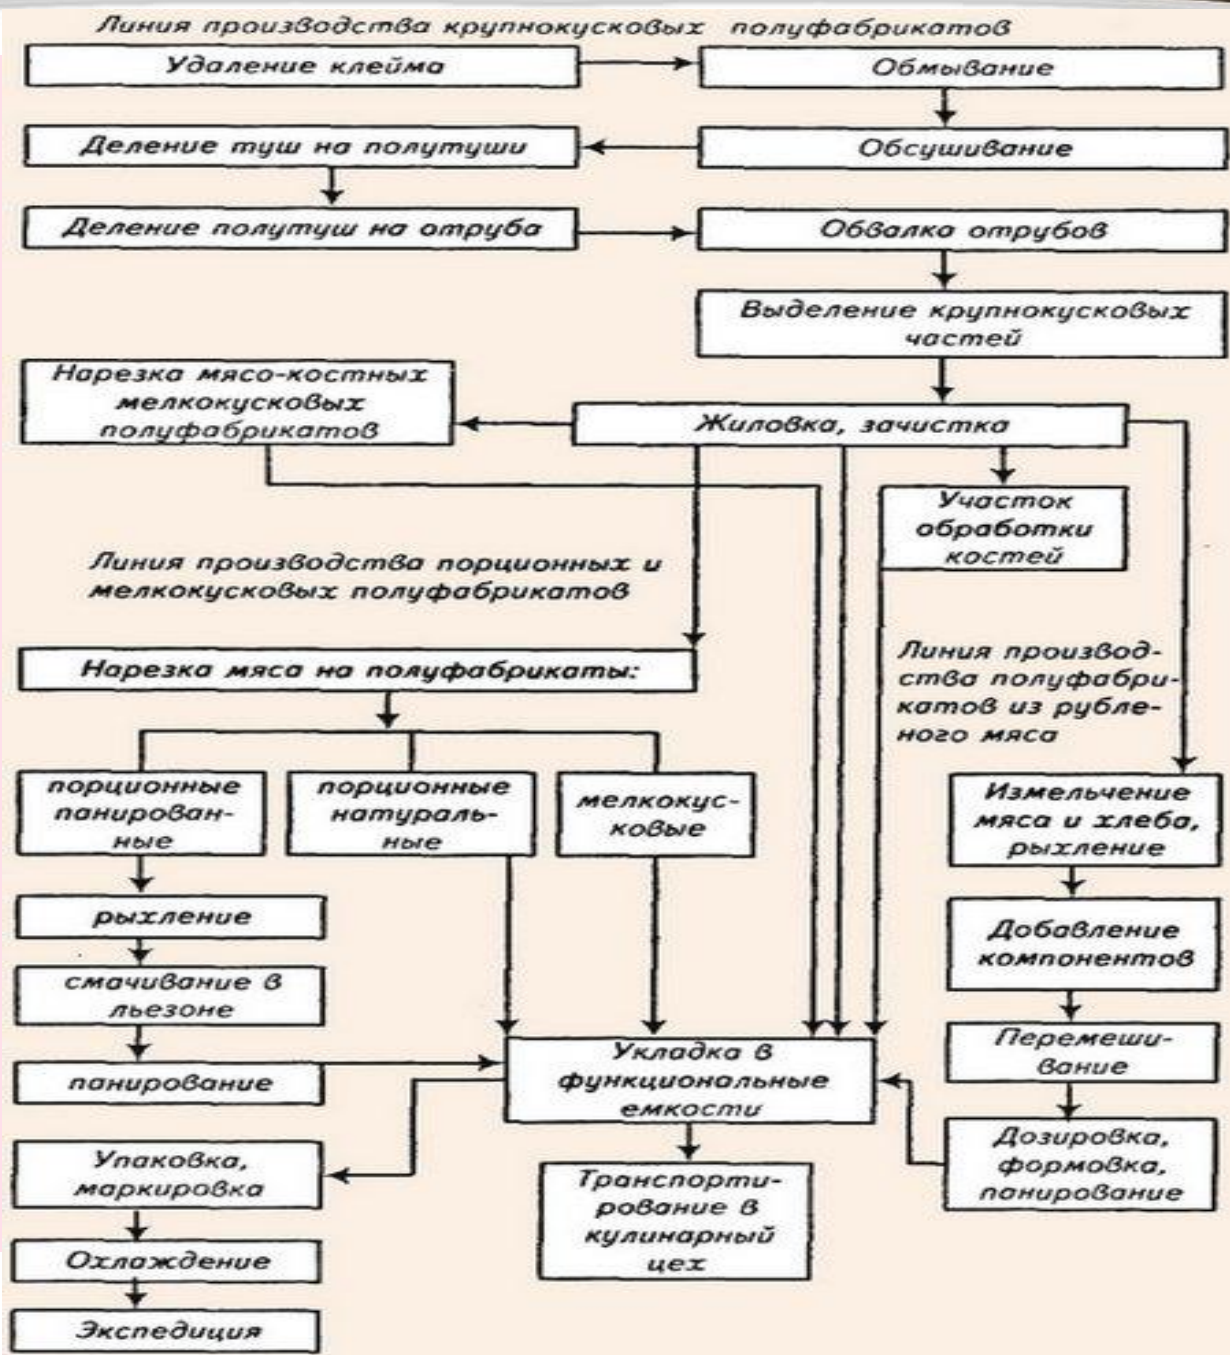 Линия производства крупнокусковых полуфабрикатов
Удаление клейма
Обмывание
Деление туш на полутуши
Обсушивание
Деление полутуш на отруба
Обвалка отрубов
Выделение крупнокусковых
частей
Нарезка мясо-костных
мелкокусковых
полуфабрикатов
Жиловка, зачистка
Участок
обработки
костей
Линия производства порционных и
мелкокусковых полуфабрикатов
Нарезка мяса на полуфабрикаты:
Линия производ-
ства полуфабри-
катов из рубле-
ного мяса
порционные
панирован-
ные
порционные
натураль-
ные
мелкокус-
ковые
Измельчение
мяса и хлеба,
рыхление
рыхление
Добавление
компонентов
смачивание в
льезоне
Перемеши-
вание
панирование
Укладка в
функциональные
емкости
Дозировка,
формовка,
панирование
Упаковка,
маркировка
Транспорти-
рование в
кулинарный
цех
Охлаждение
Экспедиция